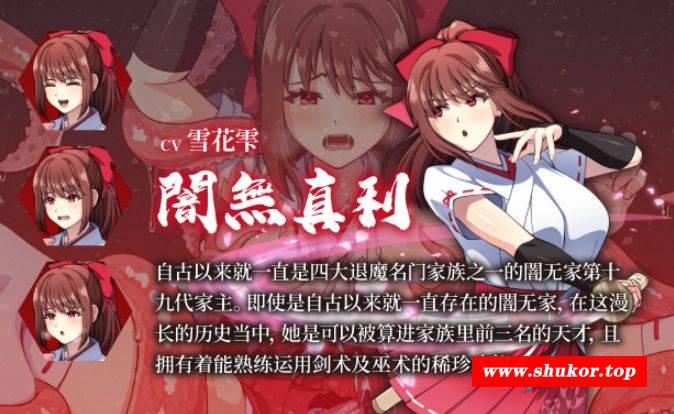 cv 雪花雫
闇無真刹
自古以来就一直是四大退魔名门家族之一的闇无家第十
九代家主。即使是自古以来就一直存在的闇无家, 在这漫
长的历史当中, 她是可以被算进家族里前三名的天才, 且
拥有着能熟练运用剑术及巫术的稀珍
www.shukor.top